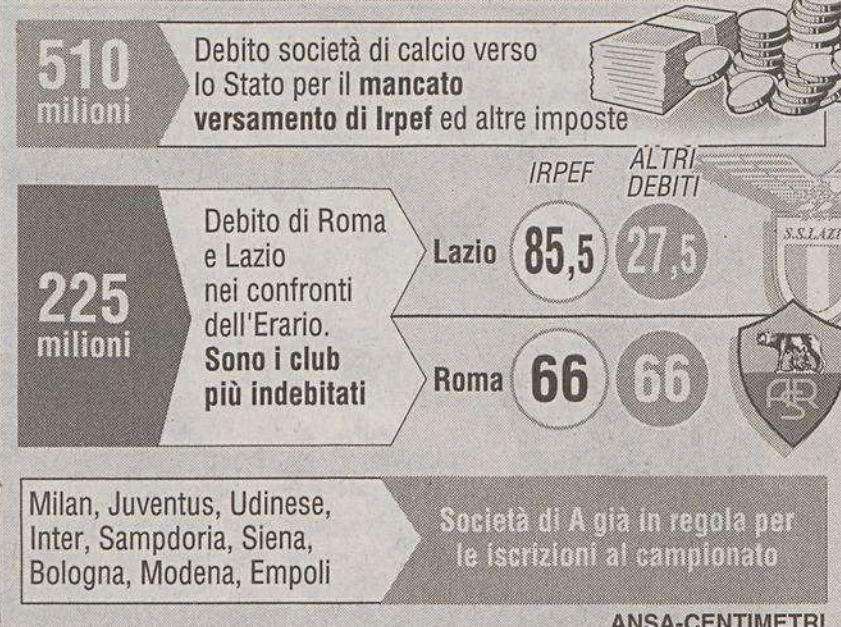 510
milioni
Debito società di calcio verso
lo Stato per il mancato
versamento di Irpef ed altre imposte
IRPEF
ALTRI
DEBITI
225
milioni
Debito di Roma
e Lazio
nei confronti
dell'Erario.
Sono i club
più indebitati
Lazio 85,5 27,5
S.S.LAZI
Roma 66 66
ASR
Milan, Juventus, Udinese,
Inter, Sampdoria, Siena,
Bologna, Modena, Empoli
Società di A già in regola per
le iscrizioni al campionato
ANSA-CENTIMETRI